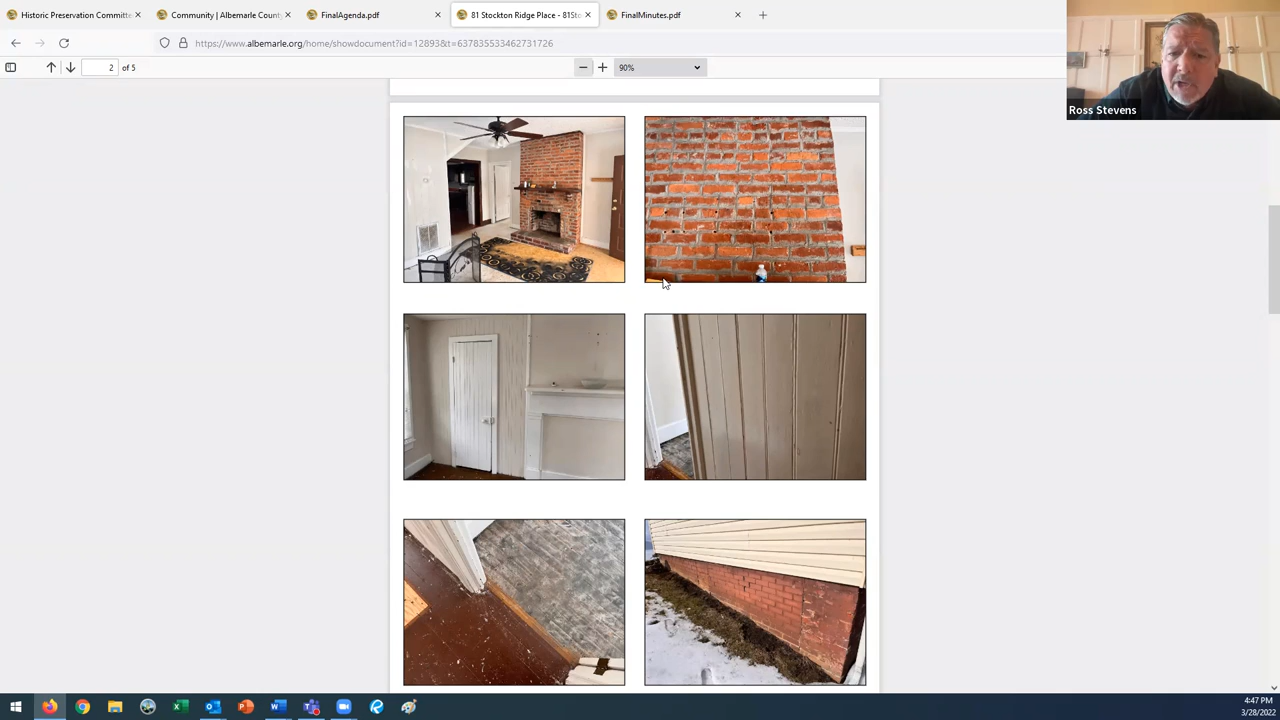 Historic Preservation Committe
Community | Albemarle Count
FinalAgenda.pdf
81 Stockton Ridge Place - 81Sto
FinalMinutes.pdf
https://www.albemarle.org/home/showdocument?id=12893&t=637835533462731726
2 of 5
90%
Ross Stevens
4:47 PM
3/28/2022